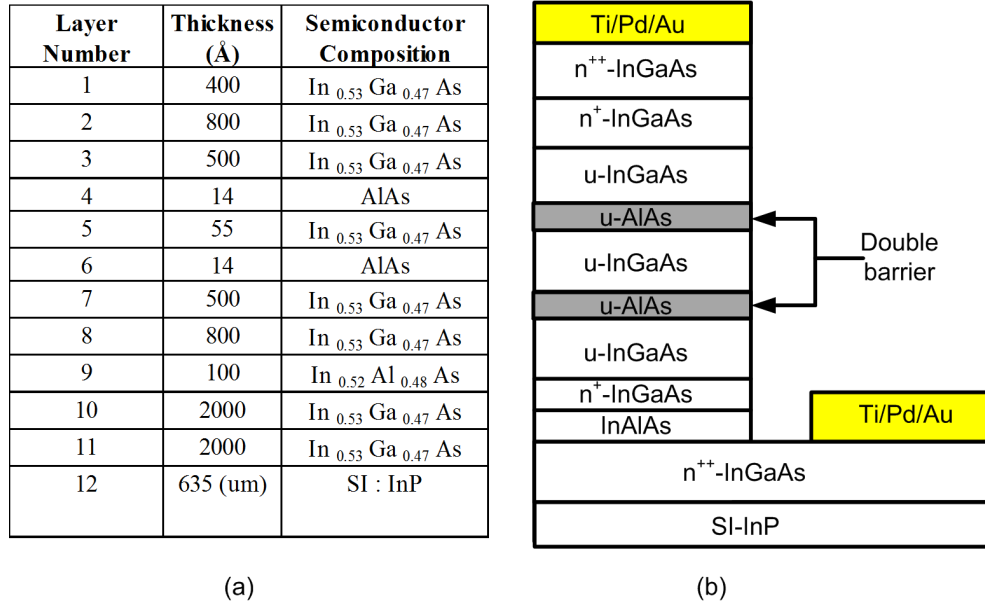 Layer Number Thickness (Å) Semiconductor Composition
1 400 In 0.53 Ga 0.47 As
2 800 In 0.53 Ga 0.47 As
3 500 In 0.53 Ga 0.47 As
4 14 AlAs
5 55 In 0.53 Ga 0.47 As
6 14 AlAs
7 500 In 0.53 Ga 0.47 As
8 800 In 0.53 Ga 0.47 As
9 100 In 0.52 Al 0.48 As
10 2000 In 0.53 Ga 0.47 As
11 2000 In 0.53 Ga 0.47 As
12 635 (um) SI : InP
(a)
Ti/Pd/Au
n++-InGaAs
n+-InGaAs
u-InGaAs
u-AlAs
u-InGaAs
u-AlAs
u-InGaAs
n+-InGaAs
InAlAs
Double
barrier
Ti/Pd/Au
n++-InGaAs
SI-InP
(b)